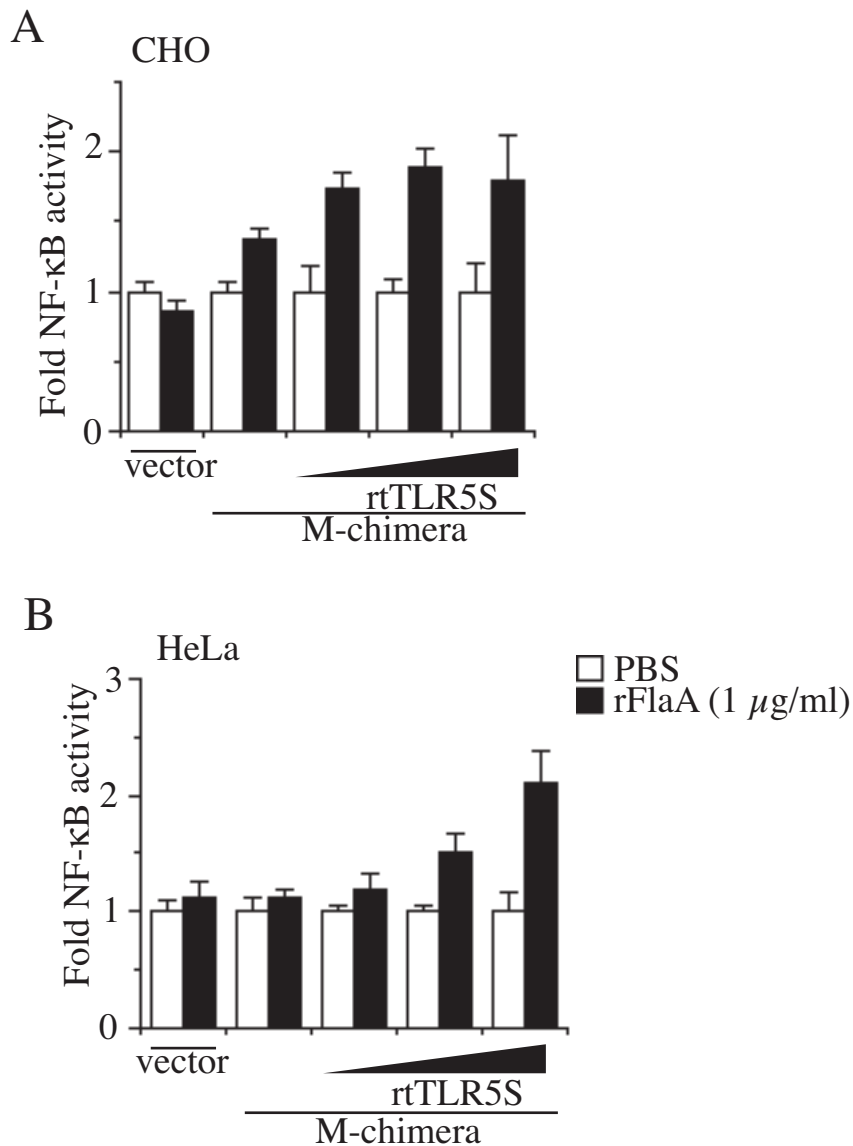 A
CHO
Fold NF-κB activity
2
1
0
vector
rtTLR5S
M-chimera
B
HeLa
PBS
rFlaA (1 µg/ml)
Fold NF-κB activity
3
2
1
0
vector
rtTLR5S
M-chimera